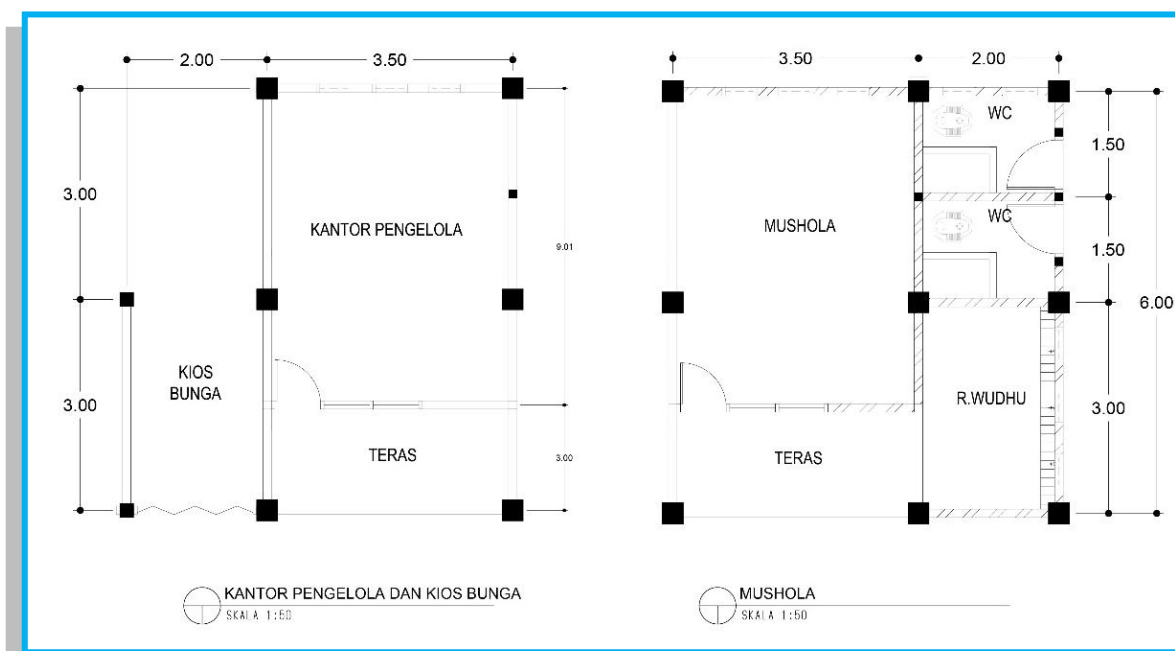 2.00
3.50
3.00
KANTOR PENGELOLA
9.01
KIOS
BUNGA
3.00
TERAS
3.00
KANTOR PENGELOLA DAN KIOS BUNGA
SKALA 1:50
3.50
2.00
WC
1.50
MUSHOLA
WC
1.50
6.00
R.WUDHU
3.00
TERAS
MUSHOLA
SKALA 1:50